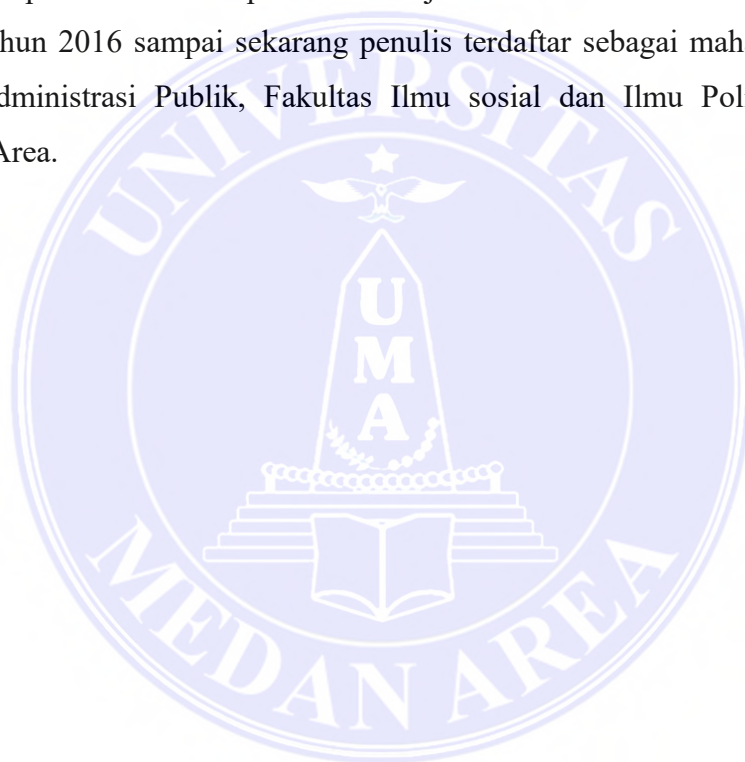 hun 2016 sampai sekarang penulis terdaftar sebagai mah
dministrasi Publik, Fakultas Ilmu sosial dan Ilmu Pol
Area.
UNIVERSITAS
U
M
A
MEDAN AREA